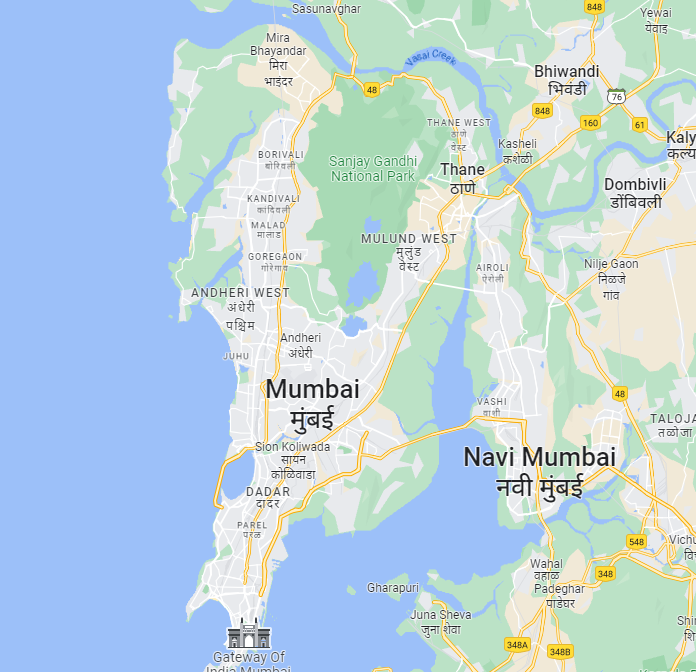 Sasunavghar
848
Yewai
येवाइ
Mira
Bhayandar
मिरा
भाइंदर
Vasai Creek
Bhiwandi
भिवंडी
48
76
848
160
61
THANE WEST
ठाणे
वेस्ट
Kasheli
कशेळी
Kaly
कल्य
BORIVALI
बोरिवली
Sanjay Gandhi
National Park
Thane
ठाणे
Dombivli
डोंबिवली
KANDIVALI
कांदिवली
MALAD
मालाड
MULUND WEST
मुलुंड
वेस्ट
GOREGAON
गोरेगाव
AIROLI
ऐरोली
Nilje Gaon
निळजे
गांव
ANDHERI WEST
अंधेरी
पश्चिम
Andheri
अंधेरी
JUHU
Mumbai
मुंबई
48
VASHI
वाशी
TALOJA
तळोजा
Sion Koliwada
सायन
कोळिवाडा
Navi Mumbai
नवी मुंबई
DADAR
दादर
PAREL
परळ
548
Vichu
विच
Wahal
वहाळ
348
Gharapuri
Padeghar
पाडेघर
Juna Sheva
जुना शेवा
Shir
शि
348A
348B
Gateway Of
India Mumbai